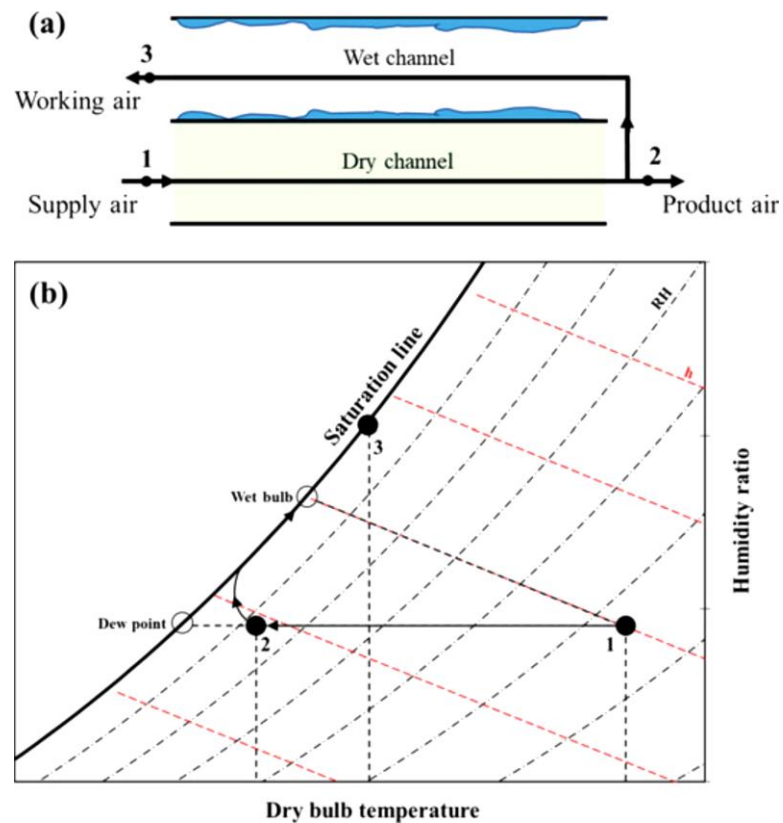 (a)
3
Wet channel
Working air
1
Dry channel
2
Supply air
Product air
(b)
RH
h
Saturation line
3
Wet bulb
Dew point
2
1
Humidity ratio
Dry bulb temperature